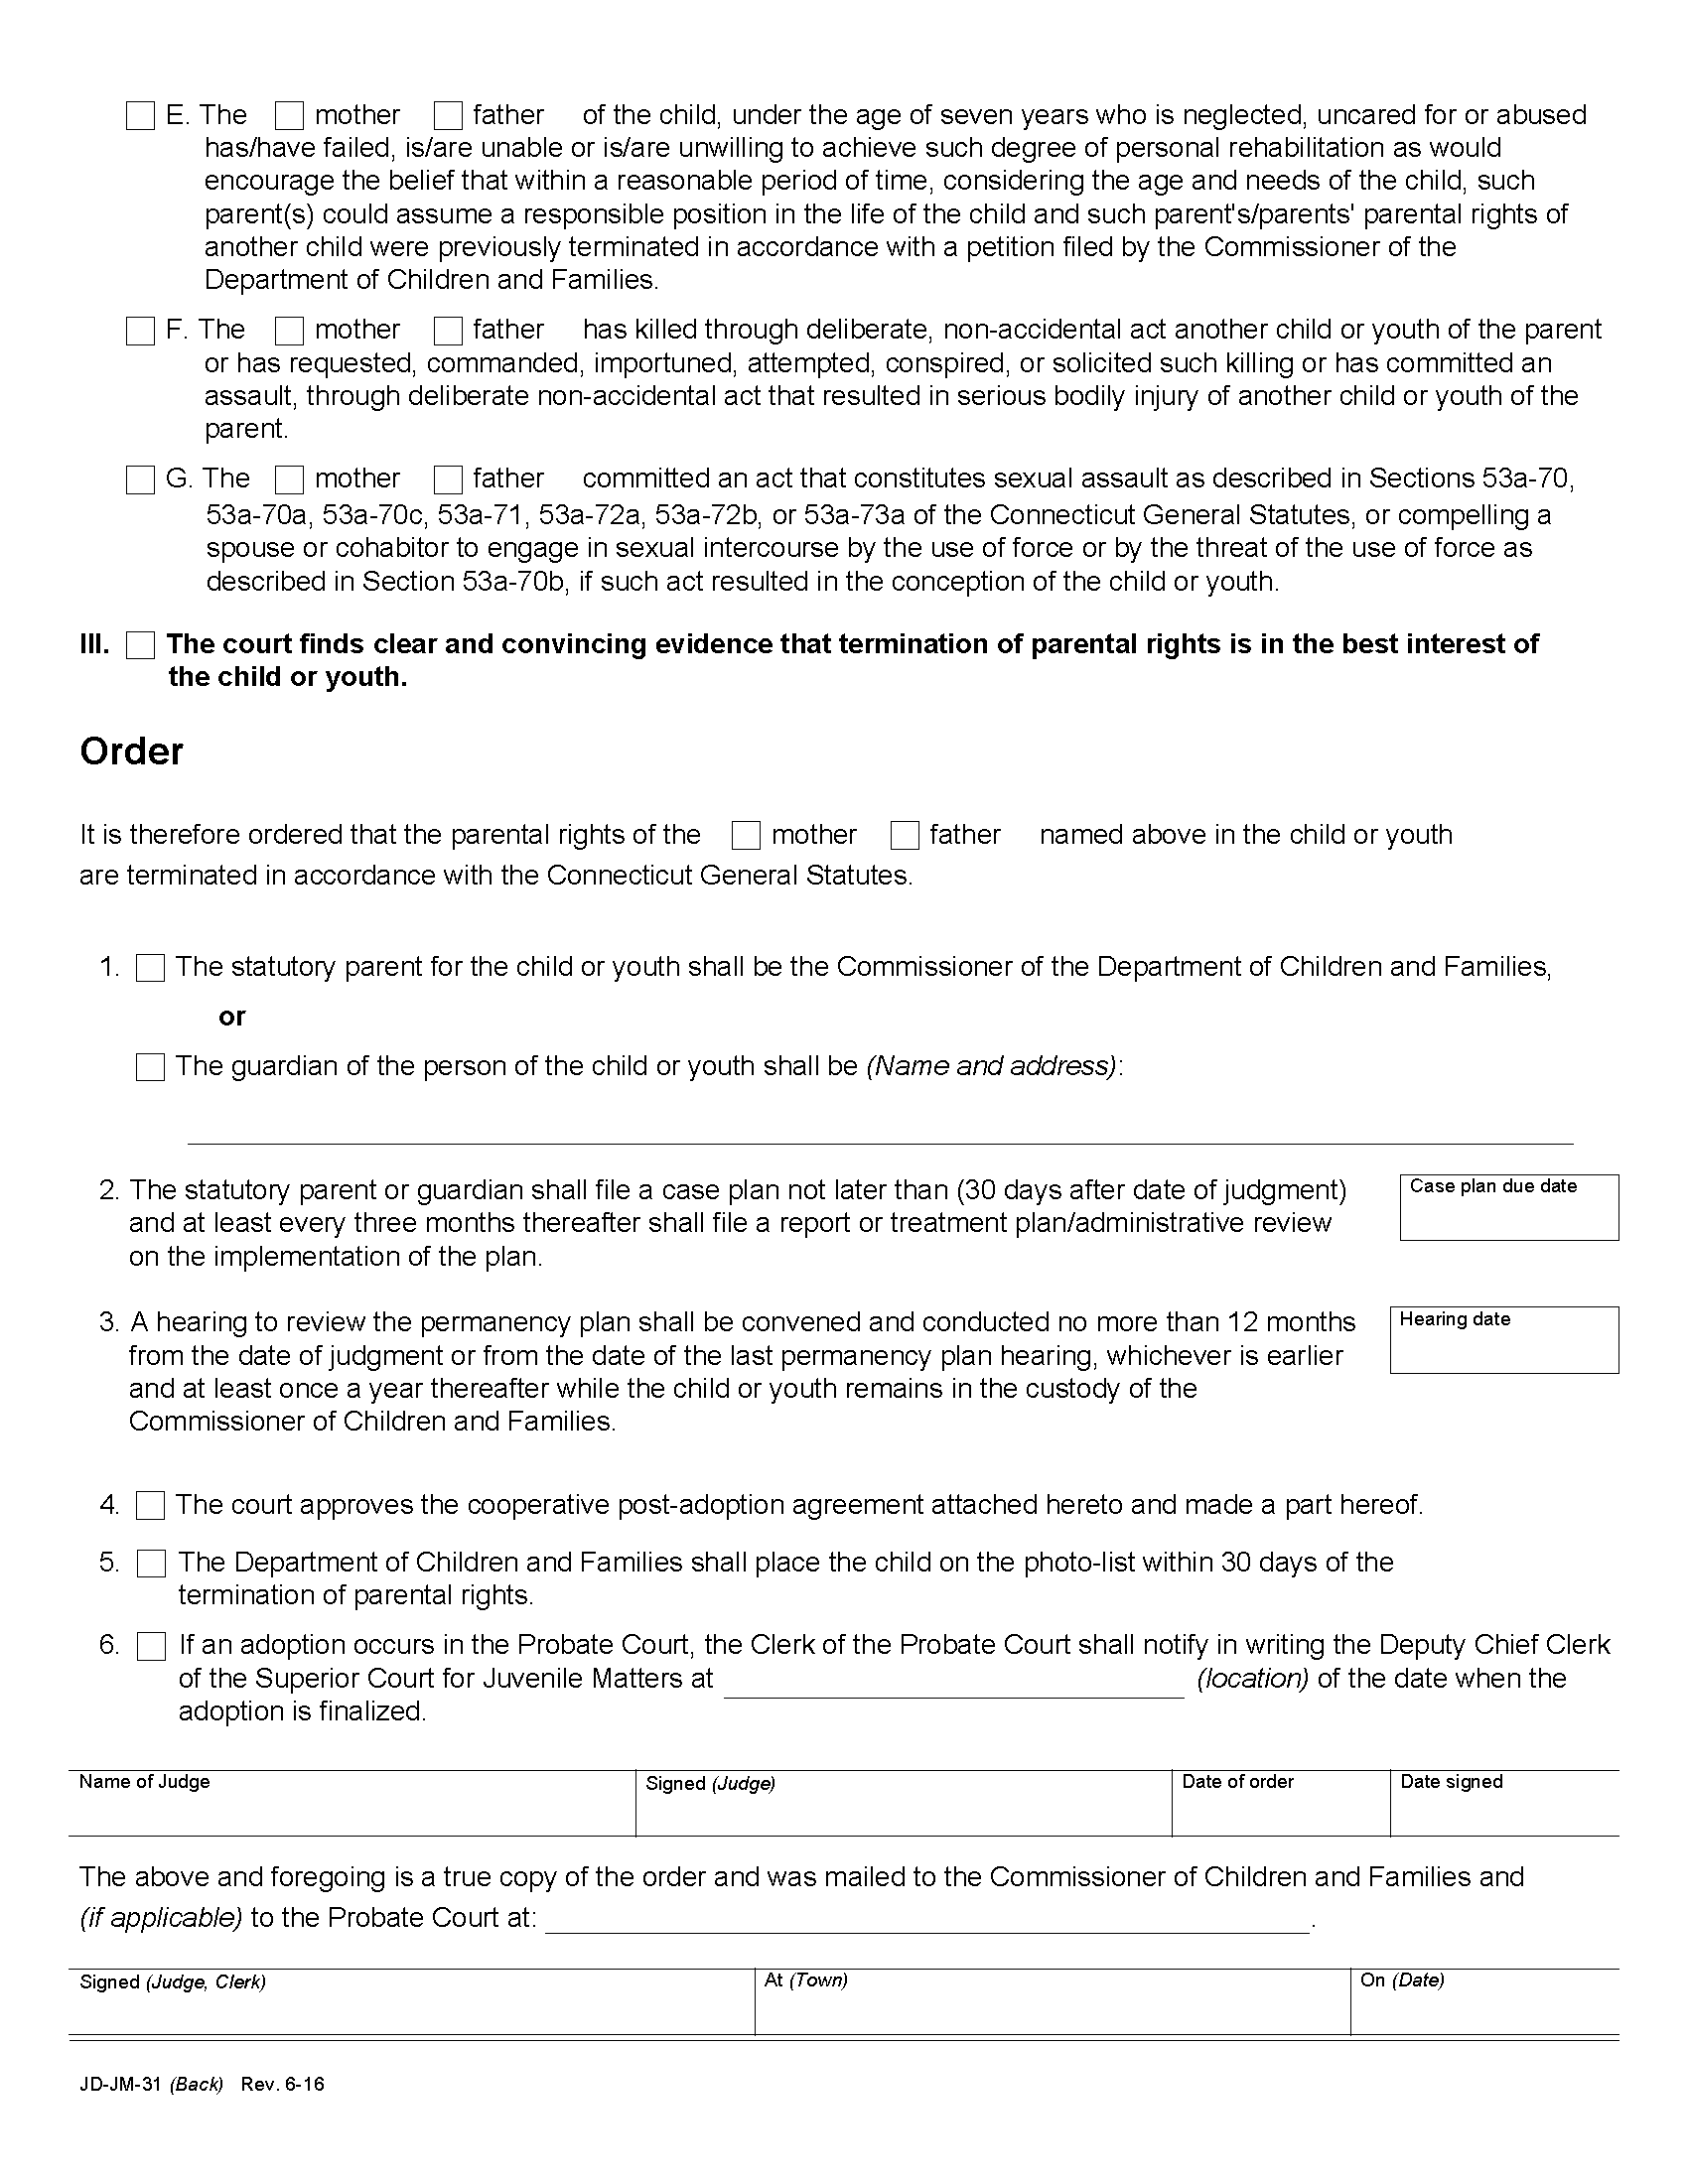 E. The mother father of the child, under the age of seven years who is neglected, uncared for or abused
has/have failed, is/are unable or is/are unwilling to achieve such degree of personal rehabilitation as would
encourage the belief that within a reasonable period of time, considering the age and needs of the child, such
parent(s) could assume a responsible position in the life of the child and such parent's/parents' parental rights of
another child were previously terminated in accordance with a petition filed by the Commissioner of the
Department of Children and Families.
F. The mother father has killed through deliberate, non-accidental act another child or youth of the parent
or has requested, commanded, importuned, attempted, conspired, or solicited such killing or has committed an
assault, through deliberate non-accidental act that resulted in serious bodily injury of another child or youth of the
parent.
G. The mother father committed an act that constitutes sexual assault as described in Sections 53a-70,
53a-70a, 53a-70c, 53a-71, 53a-72a, 53a-72b, or 53a-73a of the Connecticut General Statutes, or compelling a
spouse or cohabitor to engage in sexual intercourse by the use of force or by the threat of the use of force as
described in Section 53a-70b, if such act resulted in the conception of the child or youth.
III. The court finds clear and convincing evidence that termination of parental rights is in the best interest of
the child or youth.
Order
It is therefore ordered that the parental rights of the mother father named above in the child or youth
are terminated in accordance with the Connecticut General Statutes.
1. The statutory parent for the child or youth shall be the Commissioner of the Department of Children and Families,
or
The guardian of the person of the child or youth shall be (Name and address):
2. The statutory parent or guardian shall file a case plan not later than (30 days after date of judgment)
and at least every three months thereafter shall file a report or treatment plan/administrative review
on the implementation of the plan.
Case plan due date
3. A hearing to review the permanency plan shall be convened and conducted no more than 12 months
from the date of judgment or from the date of the last permanency plan hearing, whichever is earlier
and at least once a year thereafter while the child or youth remains in the custody of the
Commissioner of Children and Families.
Hearing date
4. The court approves the cooperative post-adoption agreement attached hereto and made a part hereof.
5. The Department of Children and Families shall place the child on the photo-list within 30 days of the
termination of parental rights.
6. If an adoption occurs in the Probate Court, the Clerk of the Probate Court shall notify in writing the Deputy Chief Clerk
of the Superior Court for Juvenile Matters at (location) of the date when the
adoption is finalized.
Name of Judge Signed (Judge) Date of order Date signed
The above and foregoing is a true copy of the order and was mailed to the Commissioner of Children and Families and
(if applicable) to the Probate Court at: .
Signed (Judge, Clerk) At (Town) On (Date)
JD-JM-31 (Back) Rev. 6-16